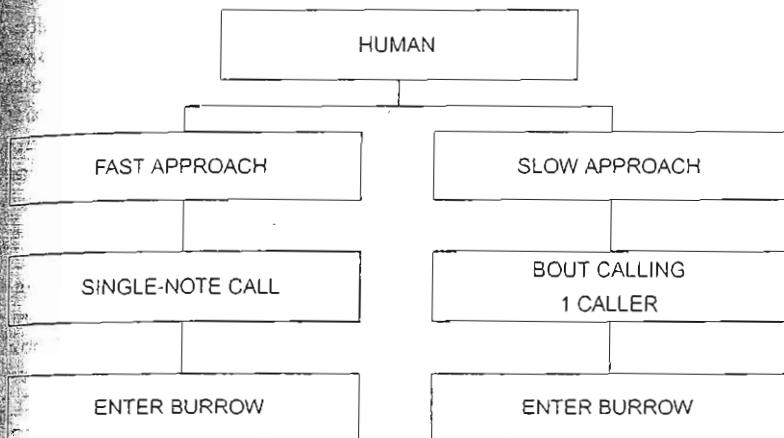 HUMAN
FAST APPROACH
SLOW APPROACH
SINGLE-NOTE CALL
BOUT CALLING
1 CALLER
ENTER BURROW
ENTER BURROW